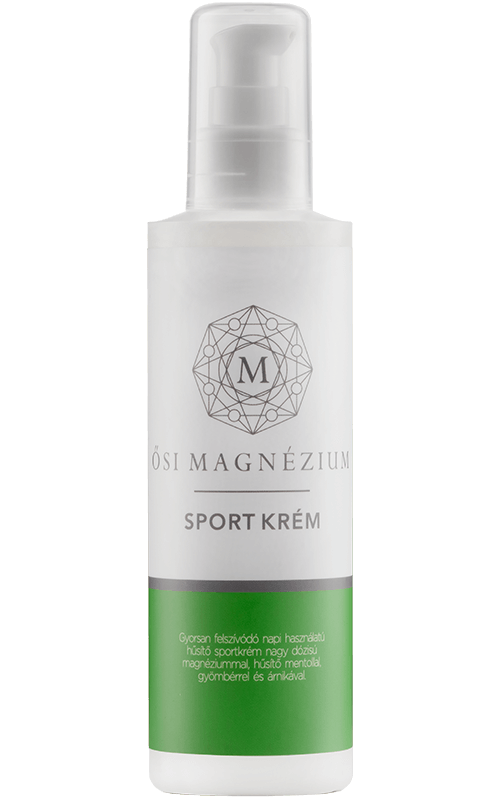 M
ŐSI MAGNÉZIUM
SPORT KRÉM
Gyorsan felszívódó napi használatú
hűsítő sportkrém nagy dózisú
magnéziummal, hűsítő mentollal,
gyömbérrel és árnikával